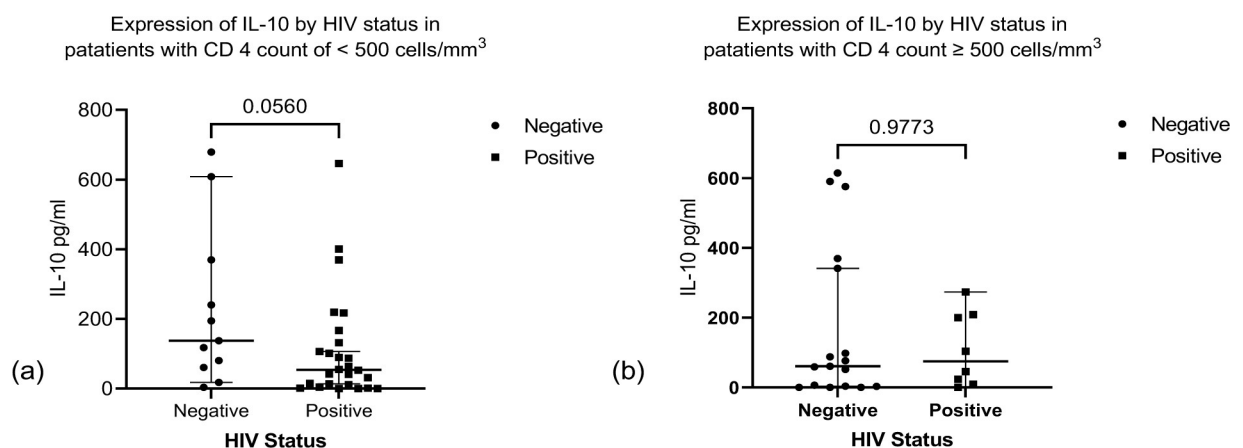 Expression of IL-10 by HIV status in
patatients with CD 4 count of < 500 cells/mm³
0.0560
Negative
Positive
800
600
400
200
0
IL-10 pg/ml
Negative
Positive
HIV Status
(a)
Expression of IL-10 by HIV status in
patatients with CD 4 count ≥ 500 cells/mm³
0.9773
Negative
Positive
800
600
400
200
0
IL-10 pg/ml
Negative
Positive
HIV Status
(b)